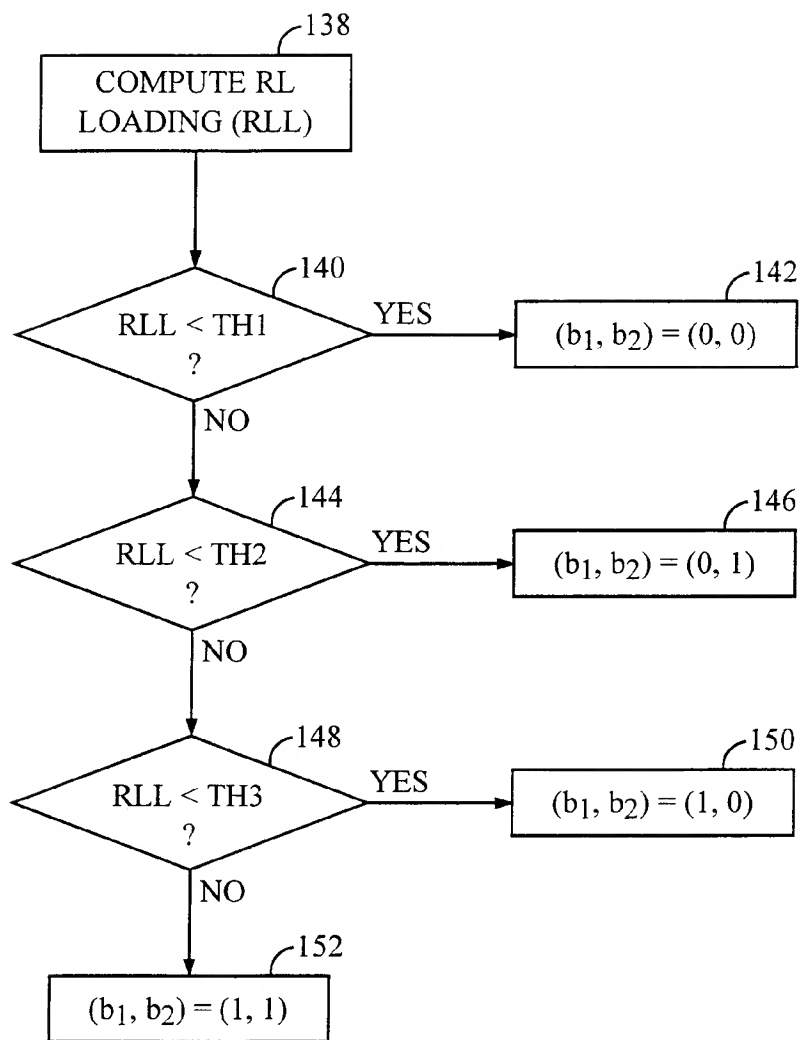 138
COMPUTE RL
LOADING (RLL)
140
RLL < TH1
?
YES
142
(b₁, b₂) = (0, 0)
NO
144
RLL < TH2
?
YES
146
(b₁, b₂) = (0, 1)
NO
148
RLL < TH3
?
YES
150
(b₁, b₂) = (1, 0)
NO
152
(b₁, b₂) = (1, 1)